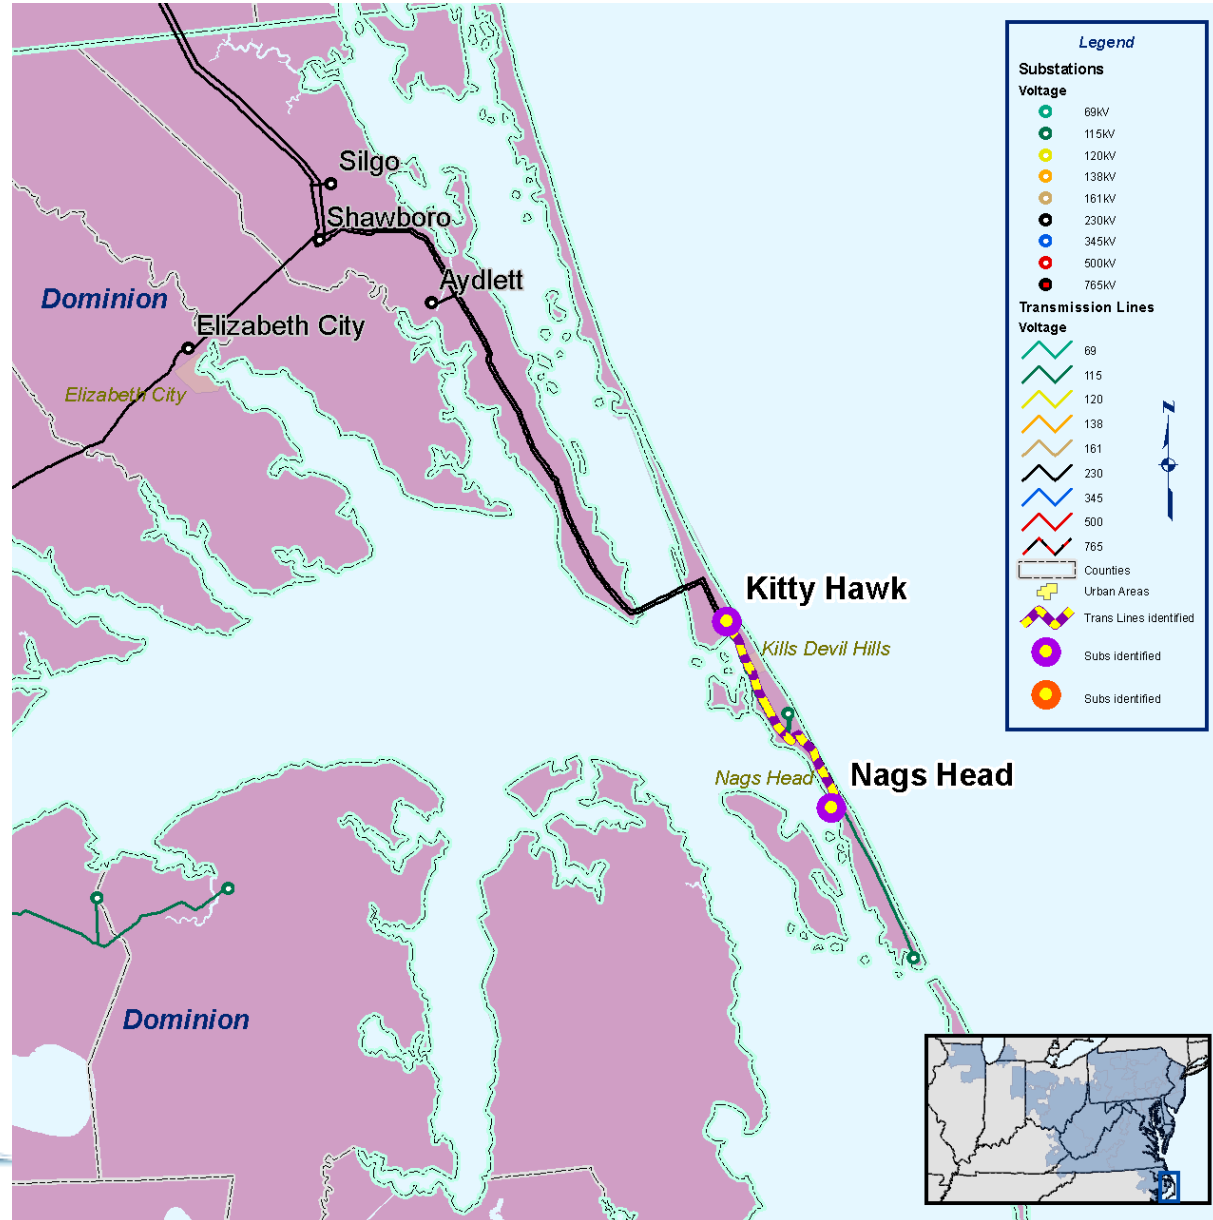 Silgo
Shawboro
Aydlett
Dominion
Elizabeth City
Elizabeth City
Kitty Hawk
Kills Devil Hills
Nags Head
Nags Head
Dominion
Legend
Substations
Voltage
69kV
115kV
120kV
138kV
161kV
230kV
345kV
500kV
765kV
Transmission Lines
Voltage
69
115
120
138
161
230
345
500
765
Counties
Urban Areas
Trans Lines identified
Subs identified
Subs identified
N